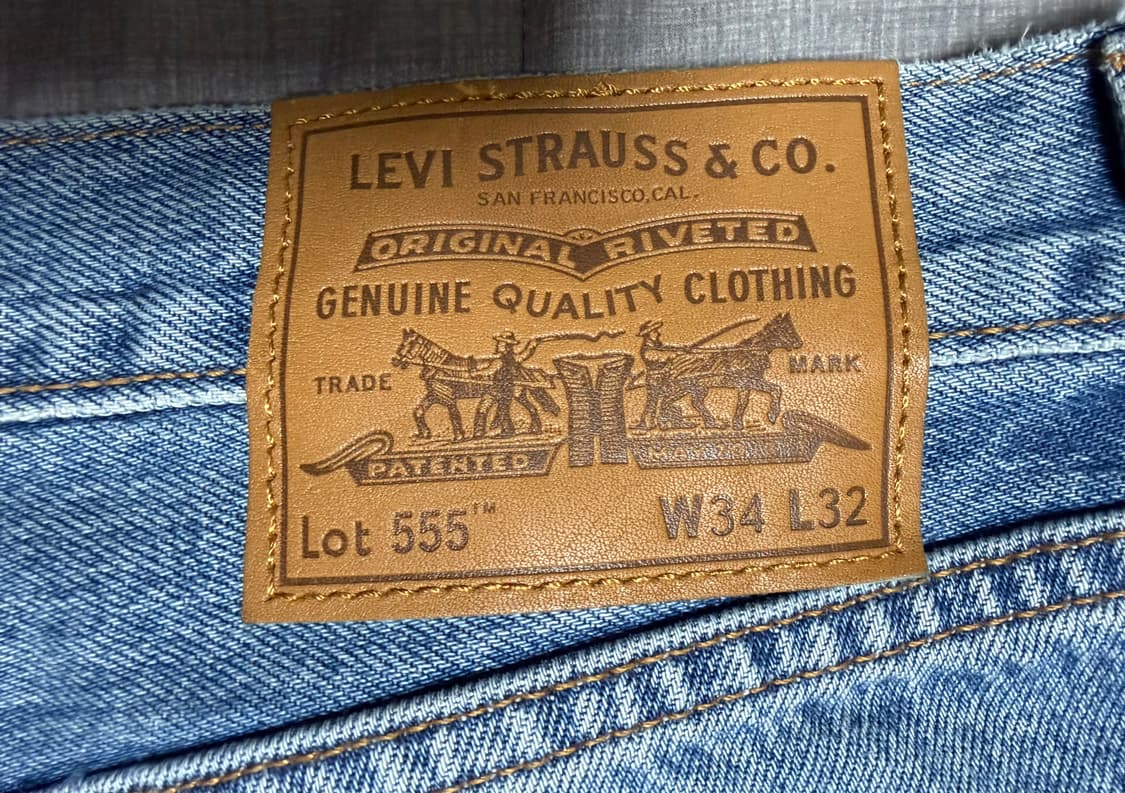 LEVI STRAUSS & CO.
SAN FRANCISCO, CAL.
ORIGINAL RIVETED
GENUINE QUALITY CLOTHING
TRADE MARK
PATENTED
Lot 555™ W34 L32